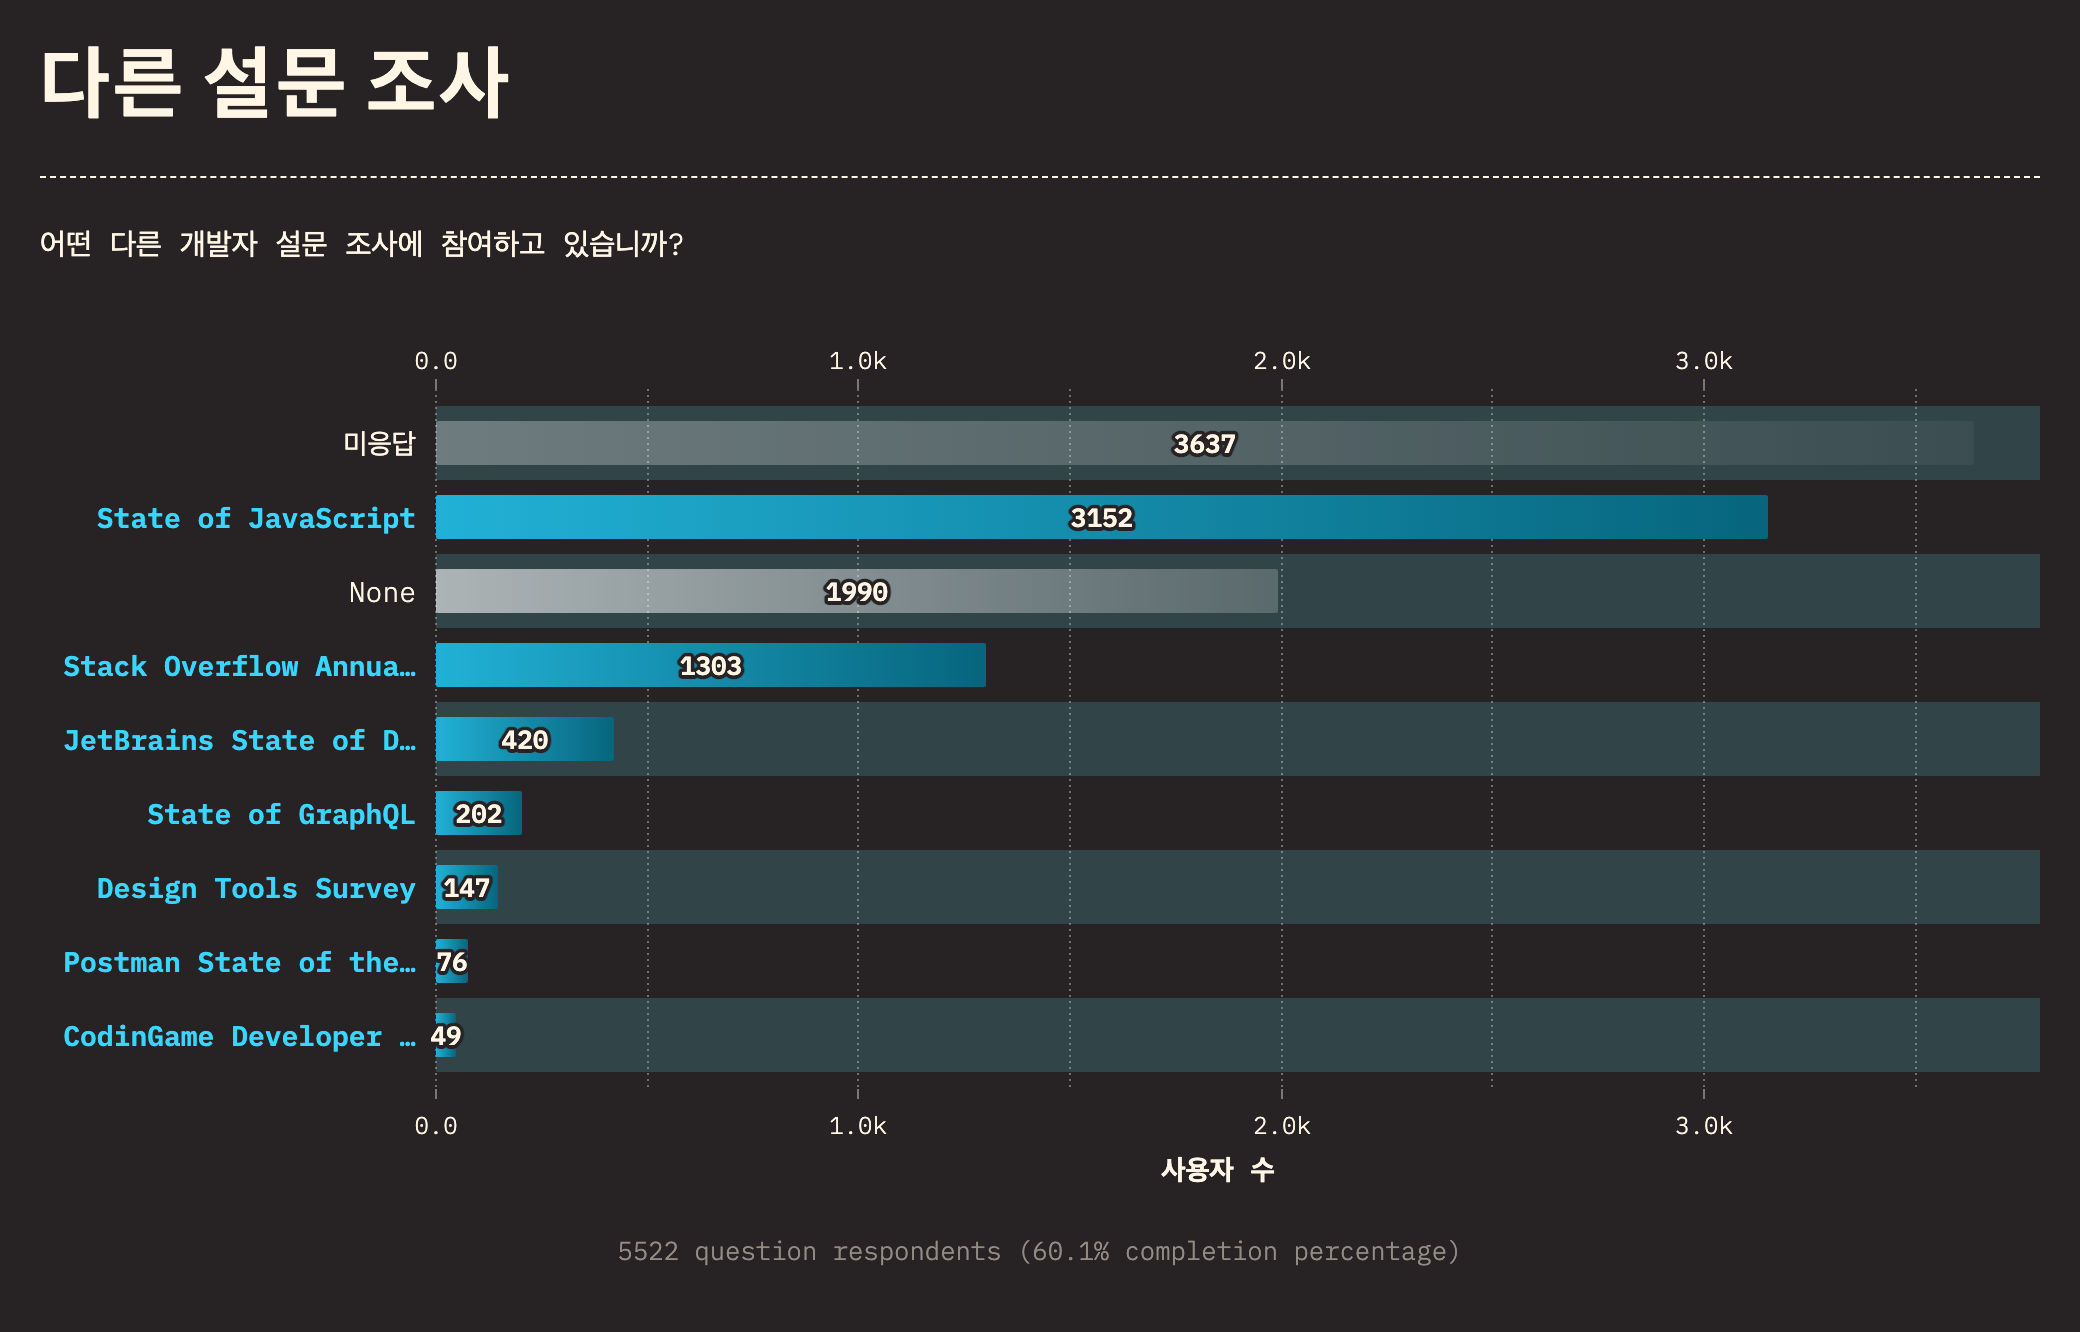 다른 설문 조사
어떤 다른 개발자 설문 조사에 참여하고 있습니까?
0.0 1.0k 2.0k 3.0k
미응답 3637
State of JavaScript 3152
None 1990
Stack Overflow Annua… 1303
JetBrains State of D… 420
State of GraphQL 202
Design Tools Survey 147
Postman State of the… 76
CodinGame Developer … 49
0.0 1.0k 2.0k 3.0k
사용자 수
5522 question respondents (60.1% completion percentage)